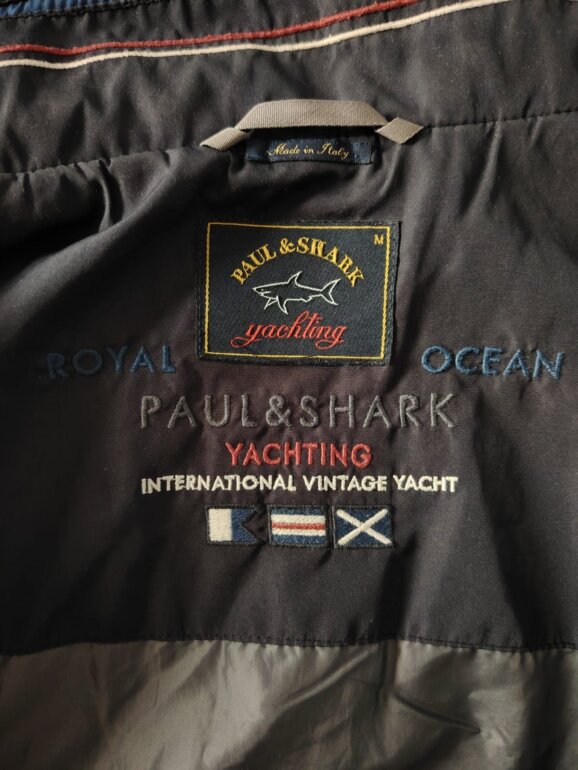 Made in Italy
M
PAUL & SHARK
yachting
ROYAL OCEAN
PAUL&SHARK
YACHTING
INTERNATIONAL VINTAGE YACHT